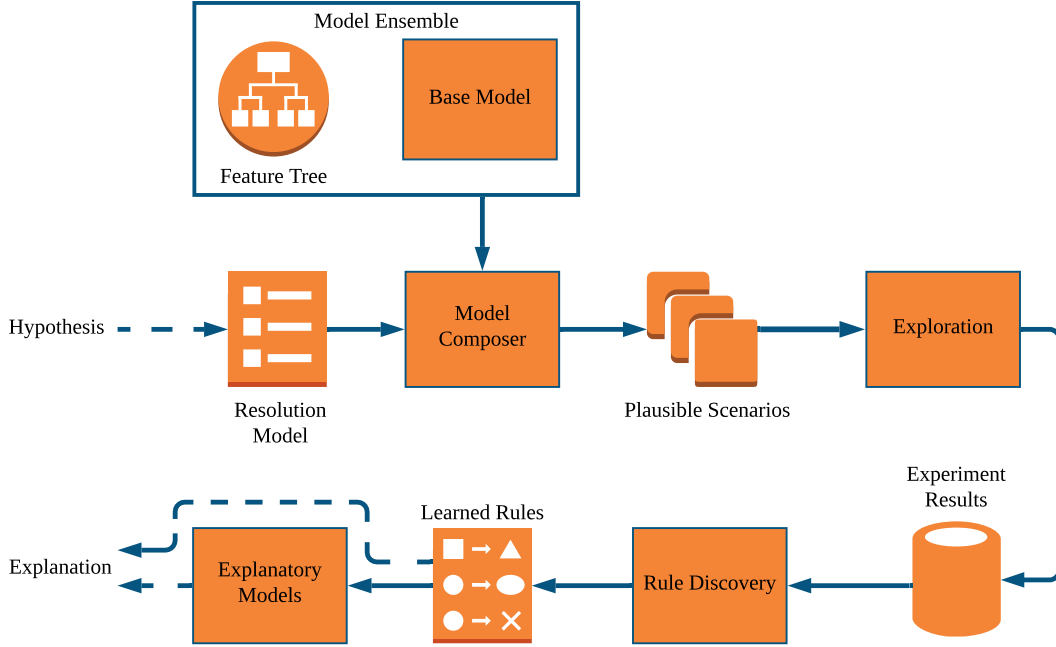 Model Ensemble
Base Model
Feature Tree
Hypothesis
Model
Composer
Exploration
Resolution
Model
Plausible Scenarios
Experiment
Results
Learned Rules
Explanation
Explanatory
Models
Rule Discovery